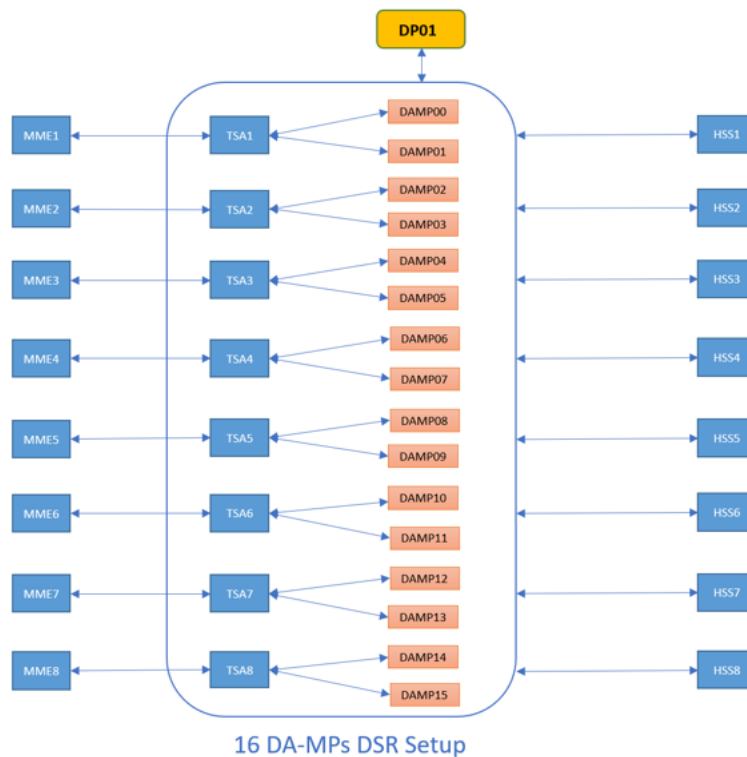 DP01
DAMP00
MME1 TSA1 HSS1
DAMP01
DAMP02
MME2 TSA2 HSS2
DAMP03
DAMP04
MME3 TSA3 HSS3
DAMP05
DAMP06
MME4 TSA4 HSS4
DAMP07
DAMP08
MME5 TSA5 HSS5
DAMP09
DAMP10
MME6 TSA6 HSS6
DAMP11
DAMP12
MME7 TSA7 HSS7
DAMP13
DAMP14
MME8 TSA8 HSS8
DAMP15
16 DA-MPs DSR Setup